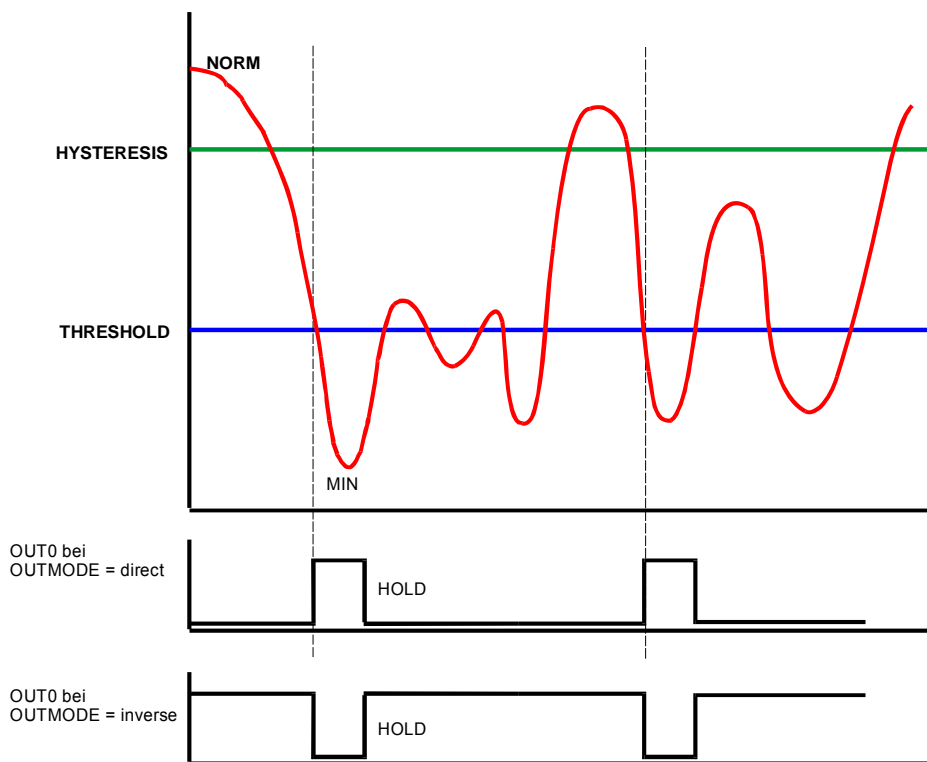 NORM
HYSTERESIS
THRESHOLD
MIN
OUT0 bei
OUTMODE = direct
HOLD
OUT0 bei
OUTMODE = inverse
HOLD